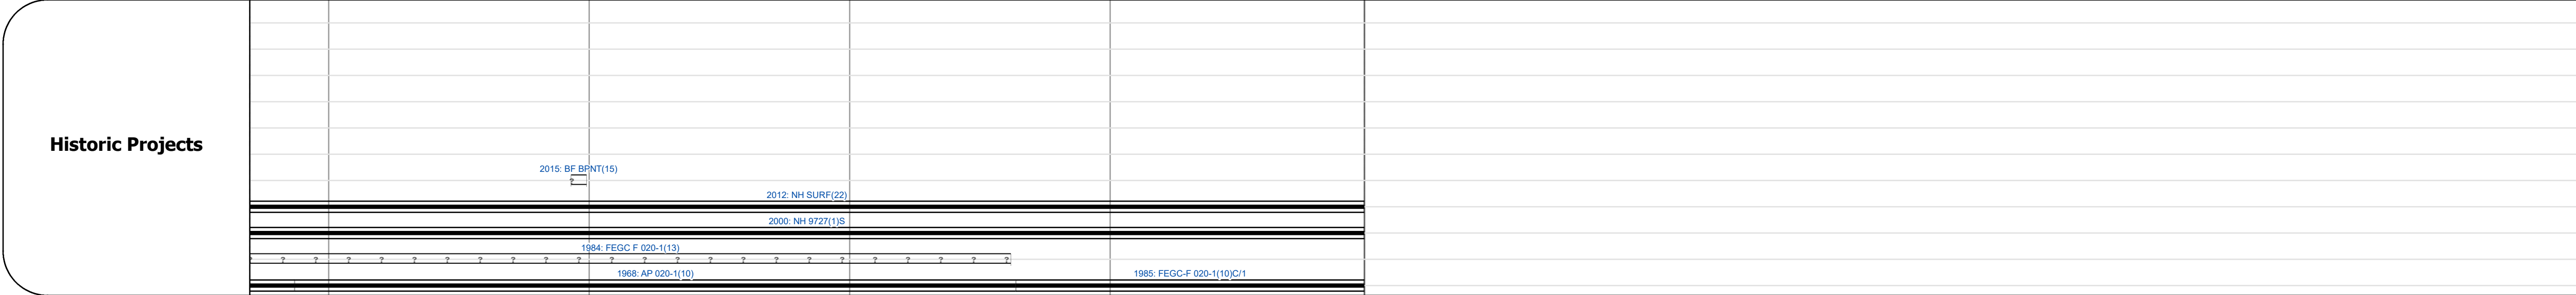 Historic Projects
2015: BF BPNT(15)
2012: NH SURF(22)
2000: NH 9727(1)S
1984: FEGC F 020-1(13)
? ? ? ? ? ? ? ? ? ? ? ? ? ? ? ? ? ? ? ? ? ? ? ?
1968: AP 020-1(10) 1985: FEGC-F 020-1(10)C/1